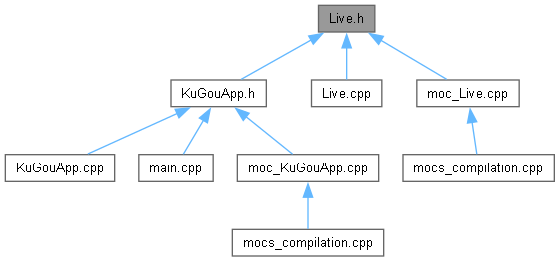 Live.h
KuGouApp.h
Live.cpp
moc_Live.cpp
KuGouApp.cpp
main.cpp
moc_KuGouApp.cpp
mocs_compilation.cpp
mocs_compilation.cpp